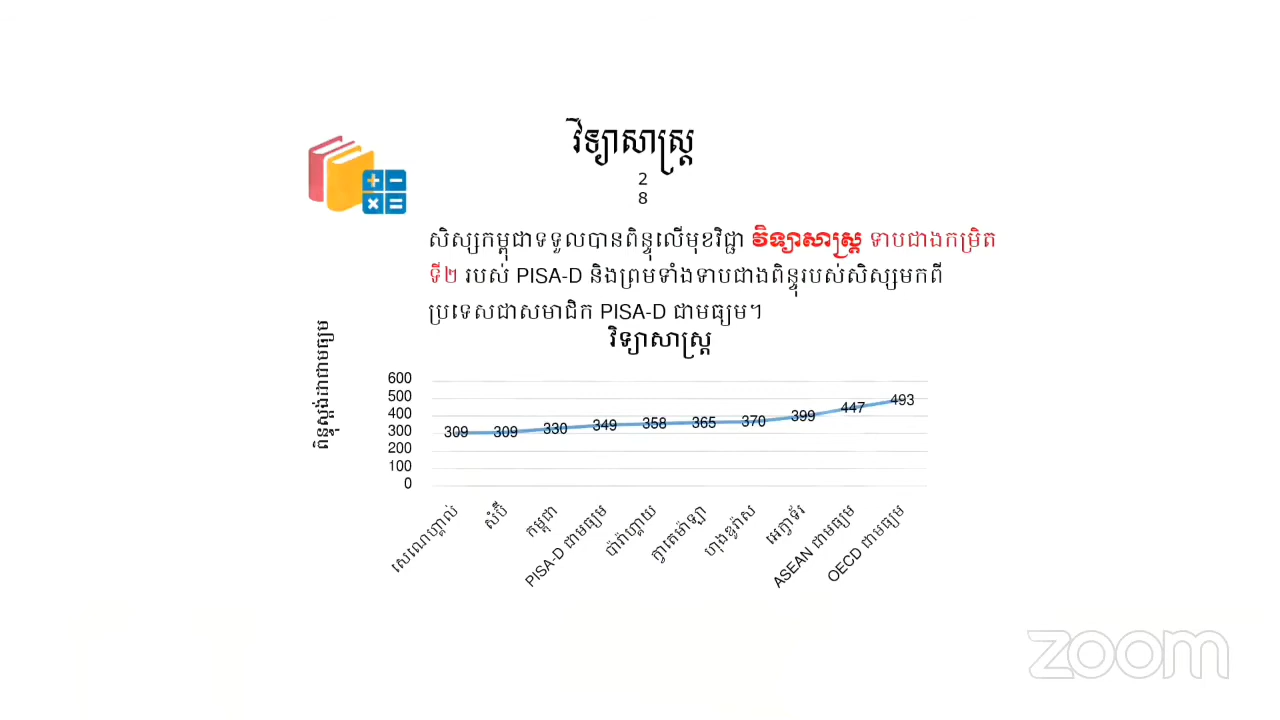 វិទ្យាសាស្ត្រ
2
8
សិស្សកម្ពុជាទទួលបានពិន្ទុលើមុខវិជ្ជា វិទ្យាសាស្ត្រ ទាបជាងកម្រិត
ទី២ របស់ PISA-D និងព្រមទាំងទាបជាងពិន្ទុរបស់សិស្សមកពី
ប្រទេសជាសមាជិក PISA-D ជាមធ្យម។
វិទ្យាសាស្ត្រ
ពិន្ទុស្តង់ដាជាមធ្យម
600
500
400
300
200
100
0
309 309 330 349 358 365 370 399 447 493
សេណេហ្គាល់
សំប៊ី
កម្ពុជា
PISA-D ជាមធ្យម
ប៉ារ៉ាហ្គាយ
ក្វាតេម៉ាឡា
ហុងឌូរ៉ាស
អេក្វាទ័រ
ASEAN ជាមធ្យម
OECD ជាមធ្យម
zoom